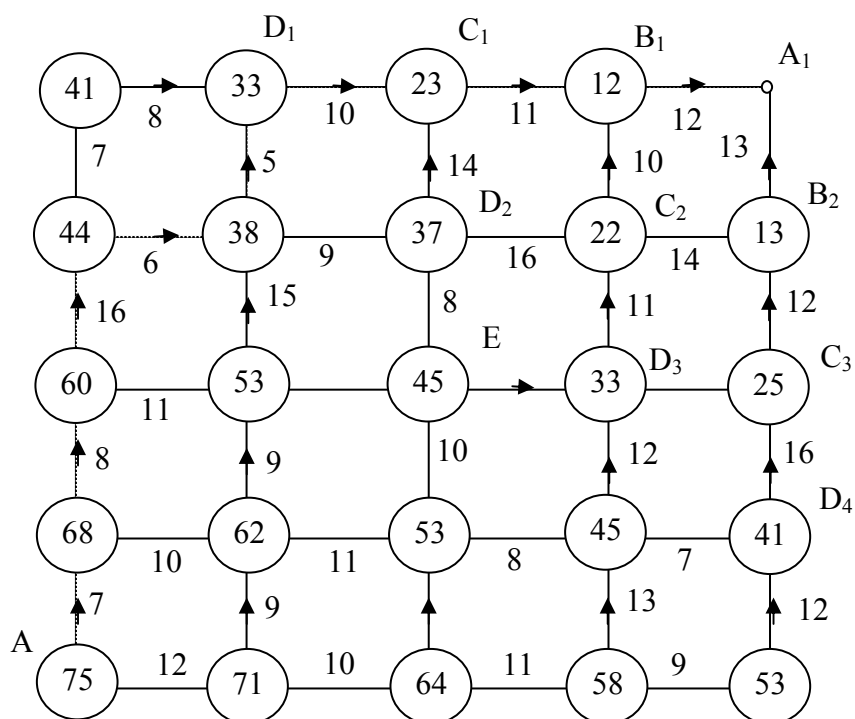 D₁ C₁ B₁ A₁
41 33 23 12
8 10 11 12
7 5 14 10 13
D₂ C₂ B₂
44 38 37 22 13
6 9 16 14
16 15 8 11 12
E D₃ C₃
60 53 45 33 25
11
8 9 10 12 16
D₄
68 62 53 45 41
10 11 8 7
7 9 13 12
A
75 71 64 58 53
12 10 11 9